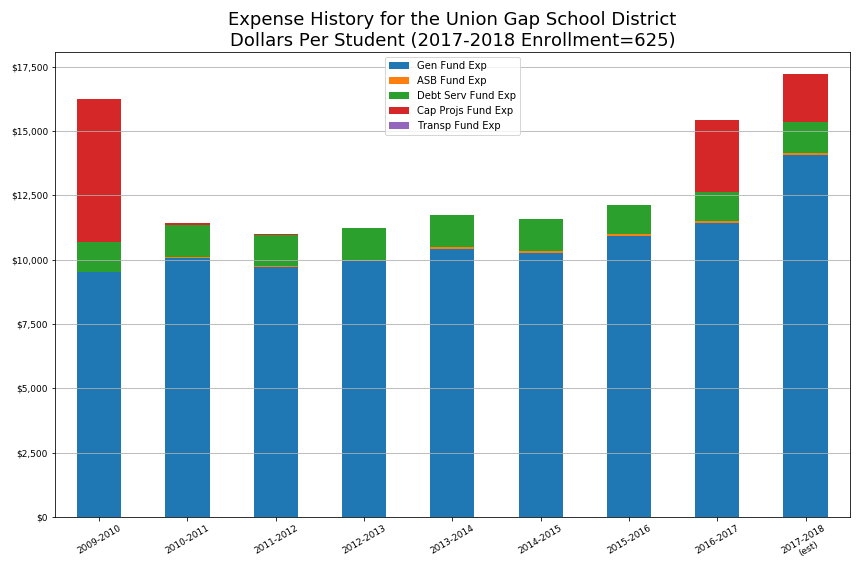 Expense History for the Union Gap School District
Dollars Per Student (2017-2018 Enrollment=625)
Gen Fund Exp
ASB Fund Exp
Debt Serv Fund Exp
Cap Projs Fund Exp
Transp Fund Exp
$17,500
$15,000
$12,500
$10,000
$7,500
$5,000
$2,500
$0
2009-2010
2010-2011
2011-2012
2012-2013
2013-2014
2014-2015
2015-2016
2016-2017
2017-2018
(est)